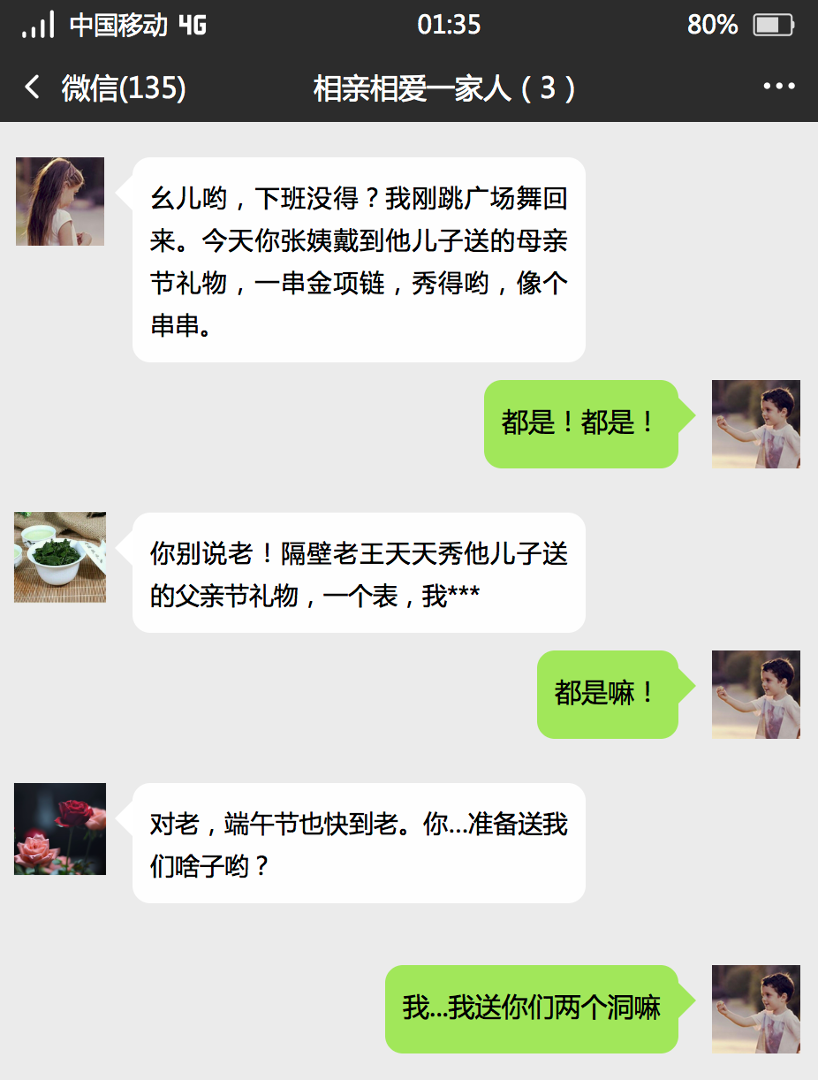 中国移动 4G 01:35 80%
微信(135) 相亲相爱一家人（3）
幺儿哟，下班没得？我刚跳广场舞回
来。今天你张姨戴到他儿子送的母亲
节礼物，一串金项链，秀得哟，像个
串串。
都是！都是！
你别说老！隔壁老王天天秀他儿子送
的父亲节礼物，一个表，我***
都是嘛！
对老，端午节也快到老。你...准备送我
们啥子哟？
我...我送你们两个洞嘛